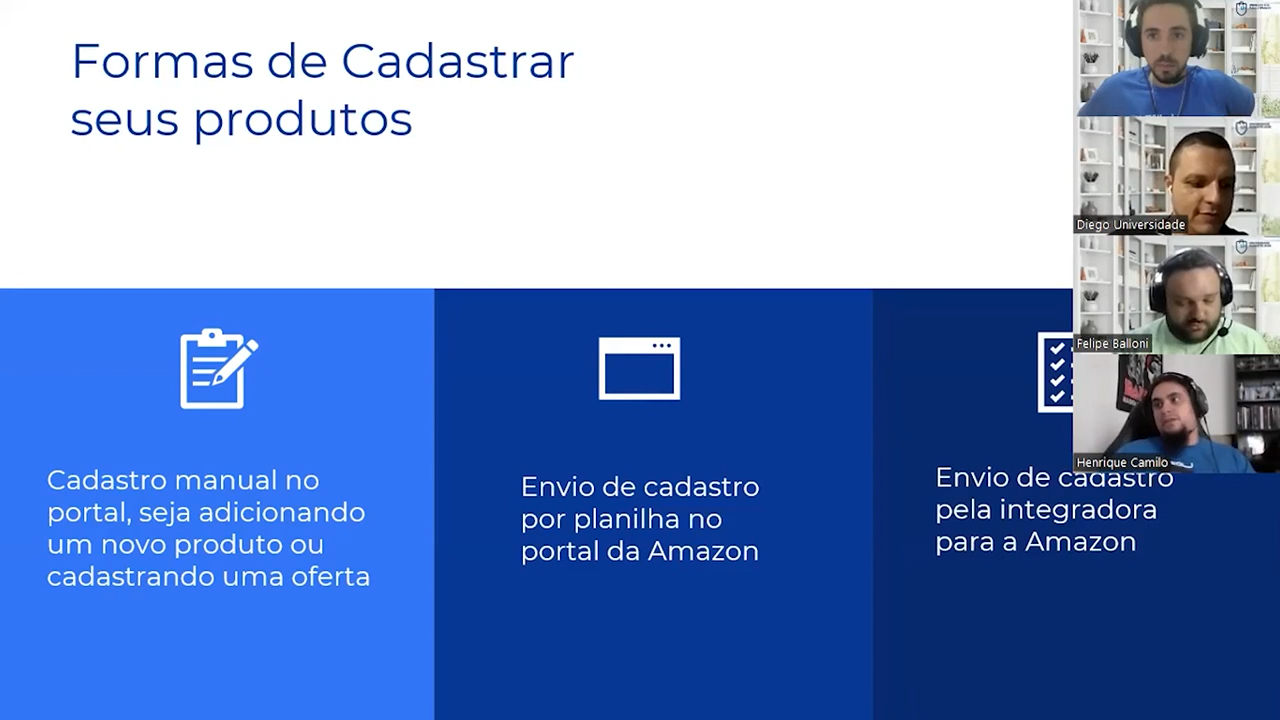 Formas de Cadastrar
seus produtos
Cadastro manual no
portal, seja adicionando
um novo produto ou
cadastrando uma oferta
Envio de cadastro
por planilha no
portal da Amazon
Envio de cadastro
pela integradora
para a Amazon
Diego Universidade
Felipe Balloni
Henrique Camilo